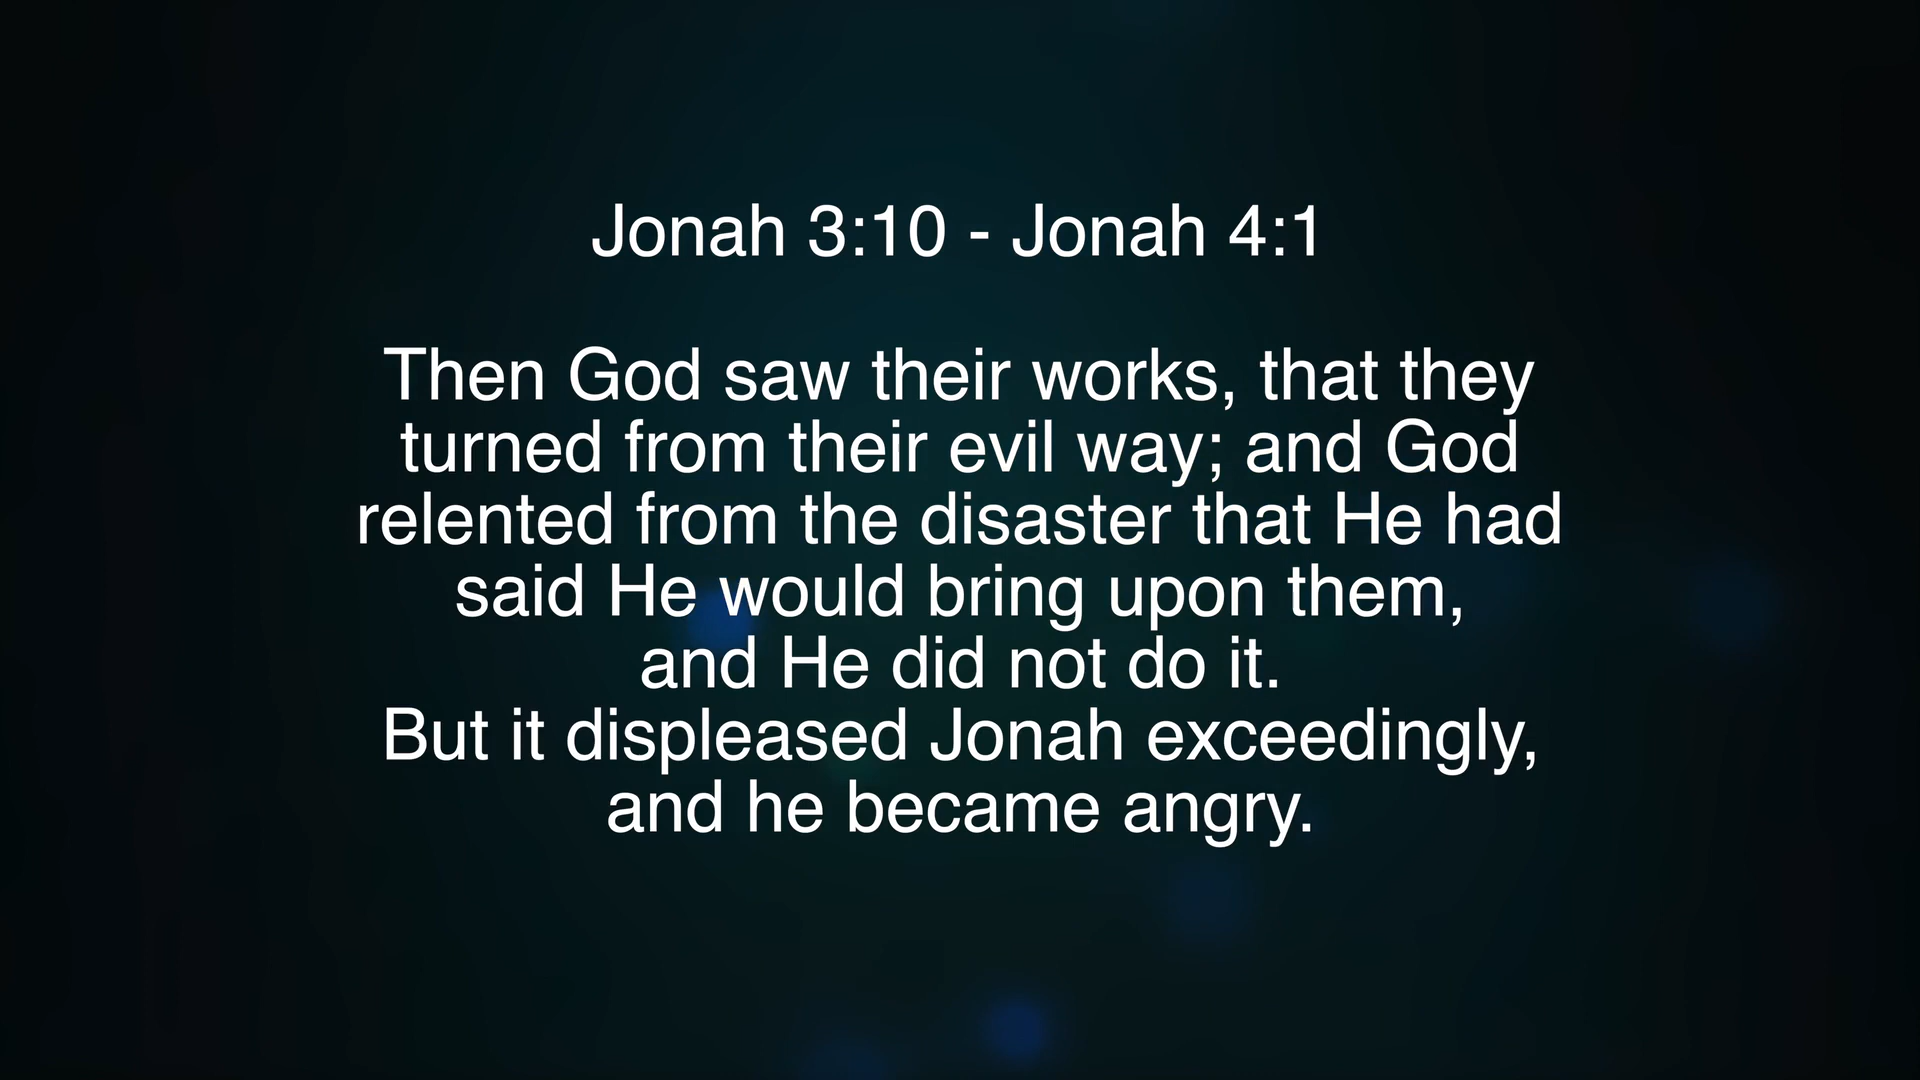 Jonah 3:10 - Jonah 4:1
Then God saw their works, that they
turned from their evil way; and God
relented from the disaster that He had
said He would bring upon them,
and He did not do it.
But it displeased Jonah exceedingly,
and he became angry.